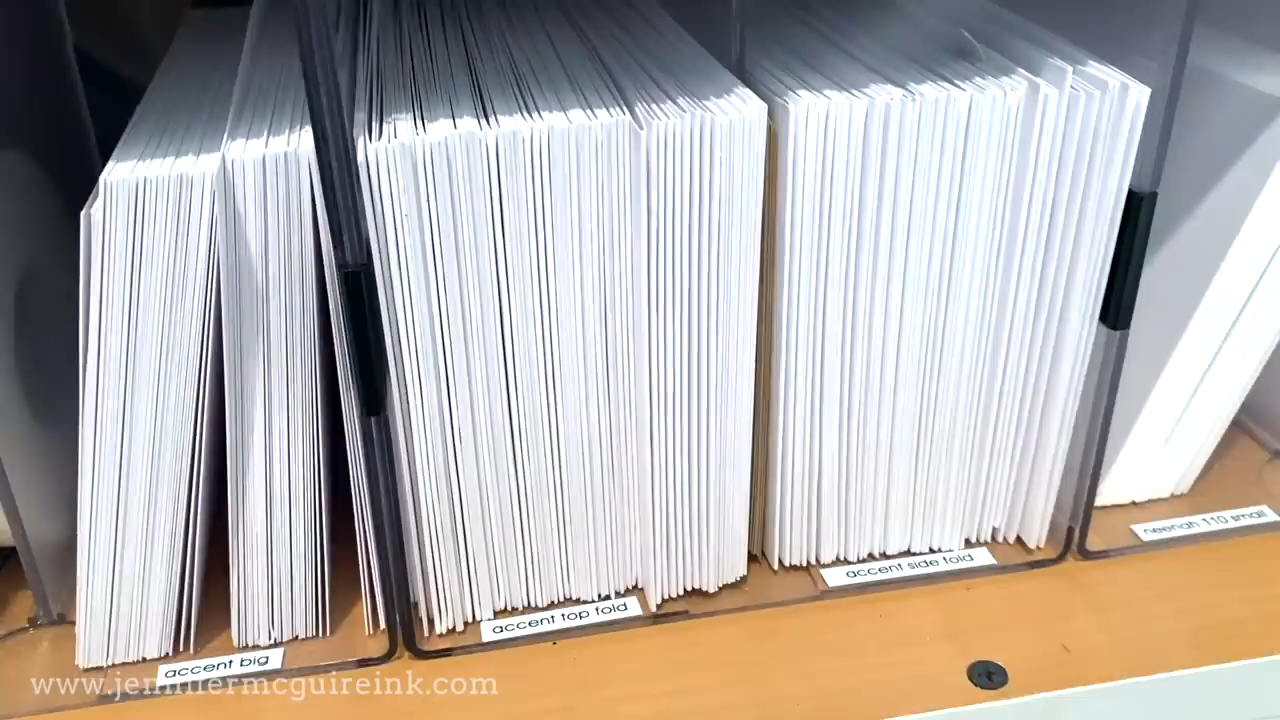 accent big
accent top fold
accent side fold
neenah 110 small
www.jennifermcguireink.com